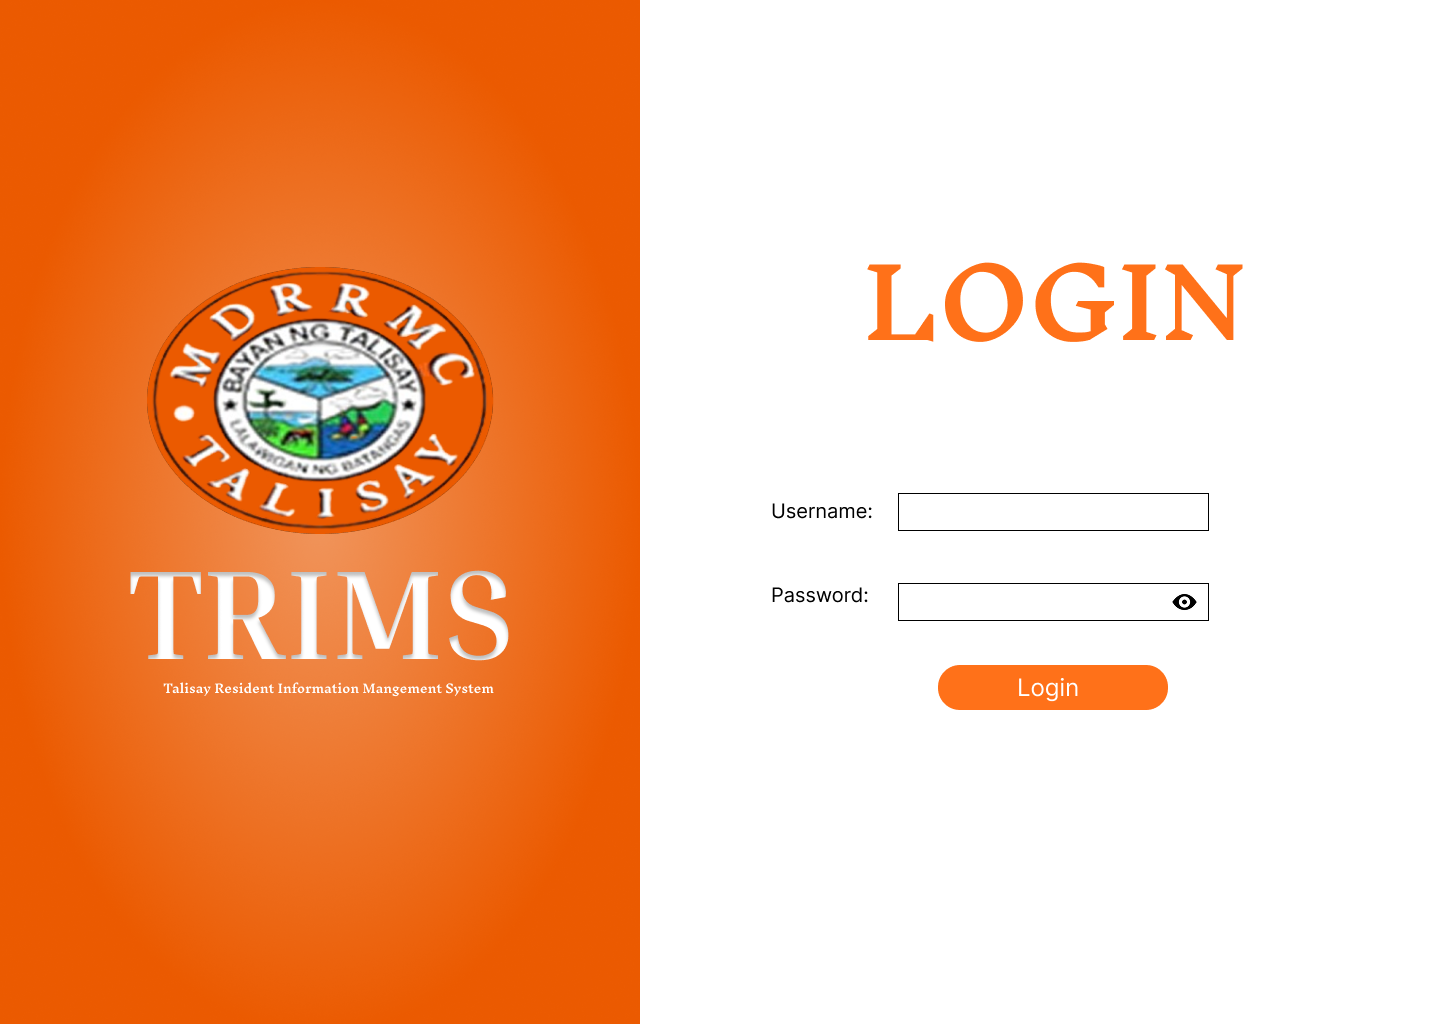 MDRRMC
BAYAN NG TALISAY
LALAWIGAN NG BATANGAS
TALISAY
TRIMS
Talisay Resident Information Mangement System
LOGIN
Username:
Password:
Login